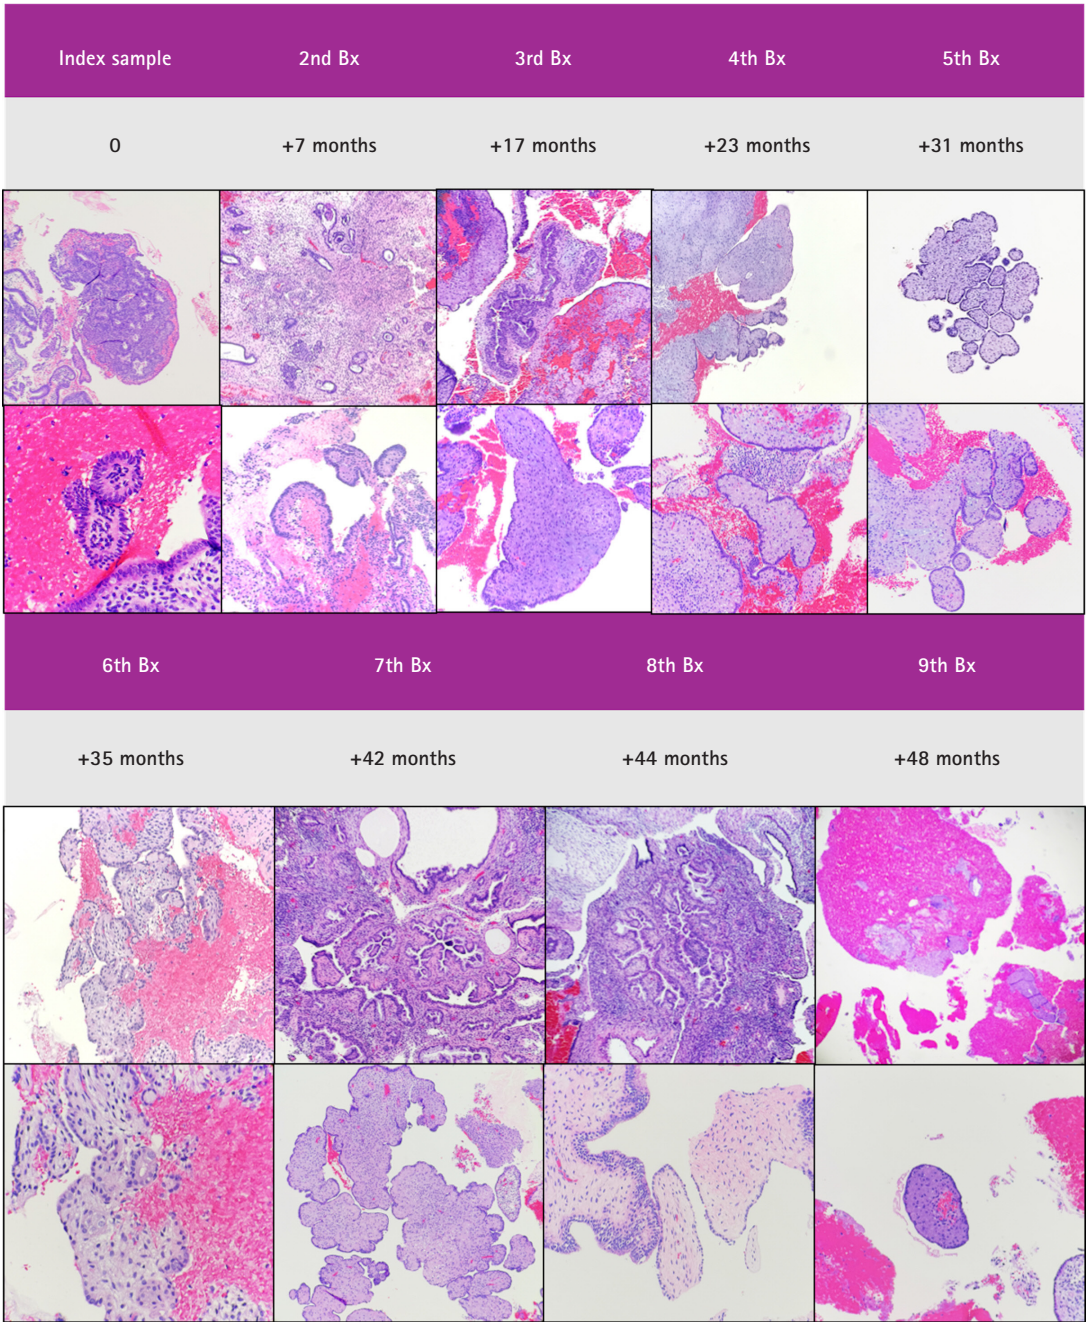 Index sample 2nd Bx 3rd Bx 4th Bx 5th Bx
0 +7 months +17 months +23 months +31 months
6th Bx 7th Bx 8th Bx 9th Bx
+35 months +42 months +44 months +48 months